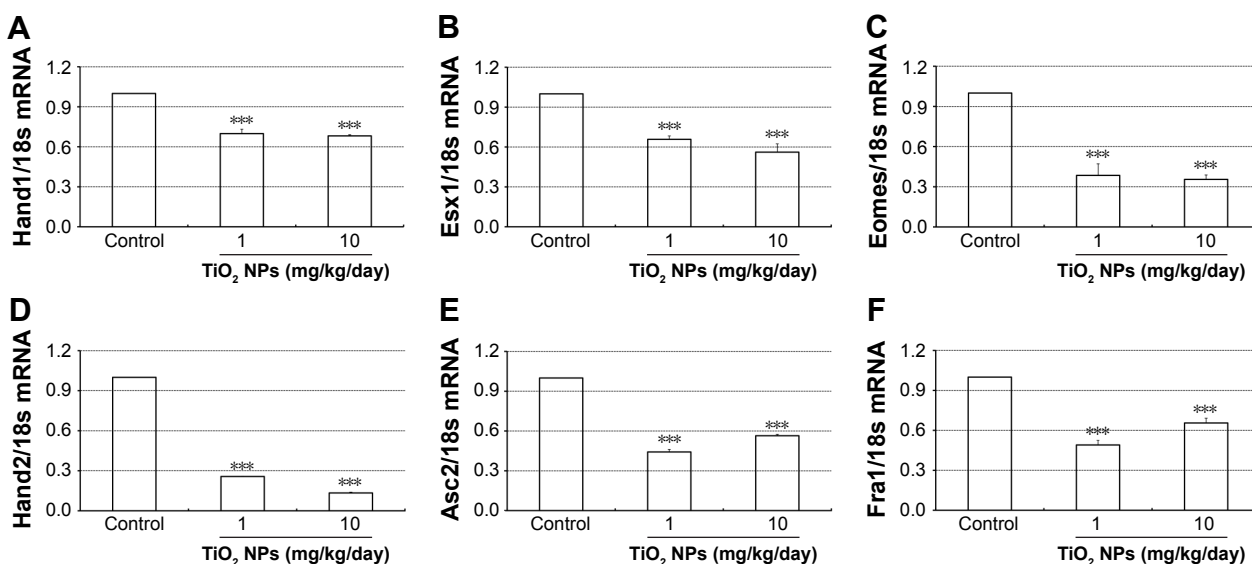 A
Hand1/18s mRNA
1.2
0.9
0.6
0.3
0.0
***
***
Control
1
10
TiO₂ NPs (mg/kg/day)
B
Esx1/18s mRNA
1.2
0.9
0.6
0.3
0.0
***
***
Control
1
10
TiO₂ NPs (mg/kg/day)
C
Eomes/18s mRNA
1.2
0.9
0.6
0.3
0.0
***
***
Control
1
10
TiO₂ NPs (mg/kg/day)
D
Hand2/18s mRNA
1.2
0.9
0.6
0.3
0.0
***
***
Control
1
10
TiO₂ NPs (mg/kg/day)
E
Asc2/18s mRNA
1.2
0.9
0.6
0.3
0.0
***
***
Control
1
10
TiO₂ NPs (mg/kg/day)
F
Fra1/18s mRNA
1.2
0.9
0.6
0.3
0.0
***
***
Control
1
10
TiO₂ NPs (mg/kg/day)